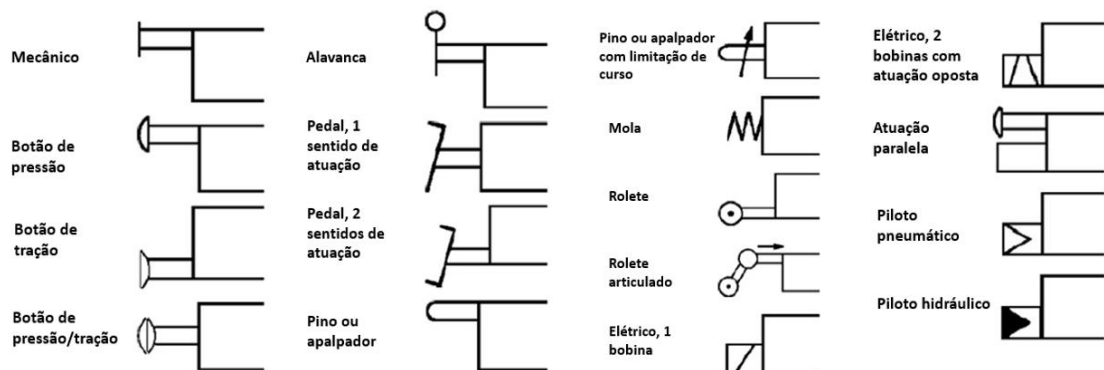 Mecânico
Botão de
pressão
Botão de
tração
Botão de
pressão/tração
Alavanca
Pedal, 1
sentido de
atuação
Pedal, 2
sentidos de
atuação
Pino ou
apalpador
Pino ou apalpador
com limitação de
curso
Mola
Rolete
Rolete
articulado
Elétrico, 1
bobina
Elétrico, 2
bobinas com
atuação oposta
Atuação
paralela
Piloto
pneumático
Piloto hidráulico